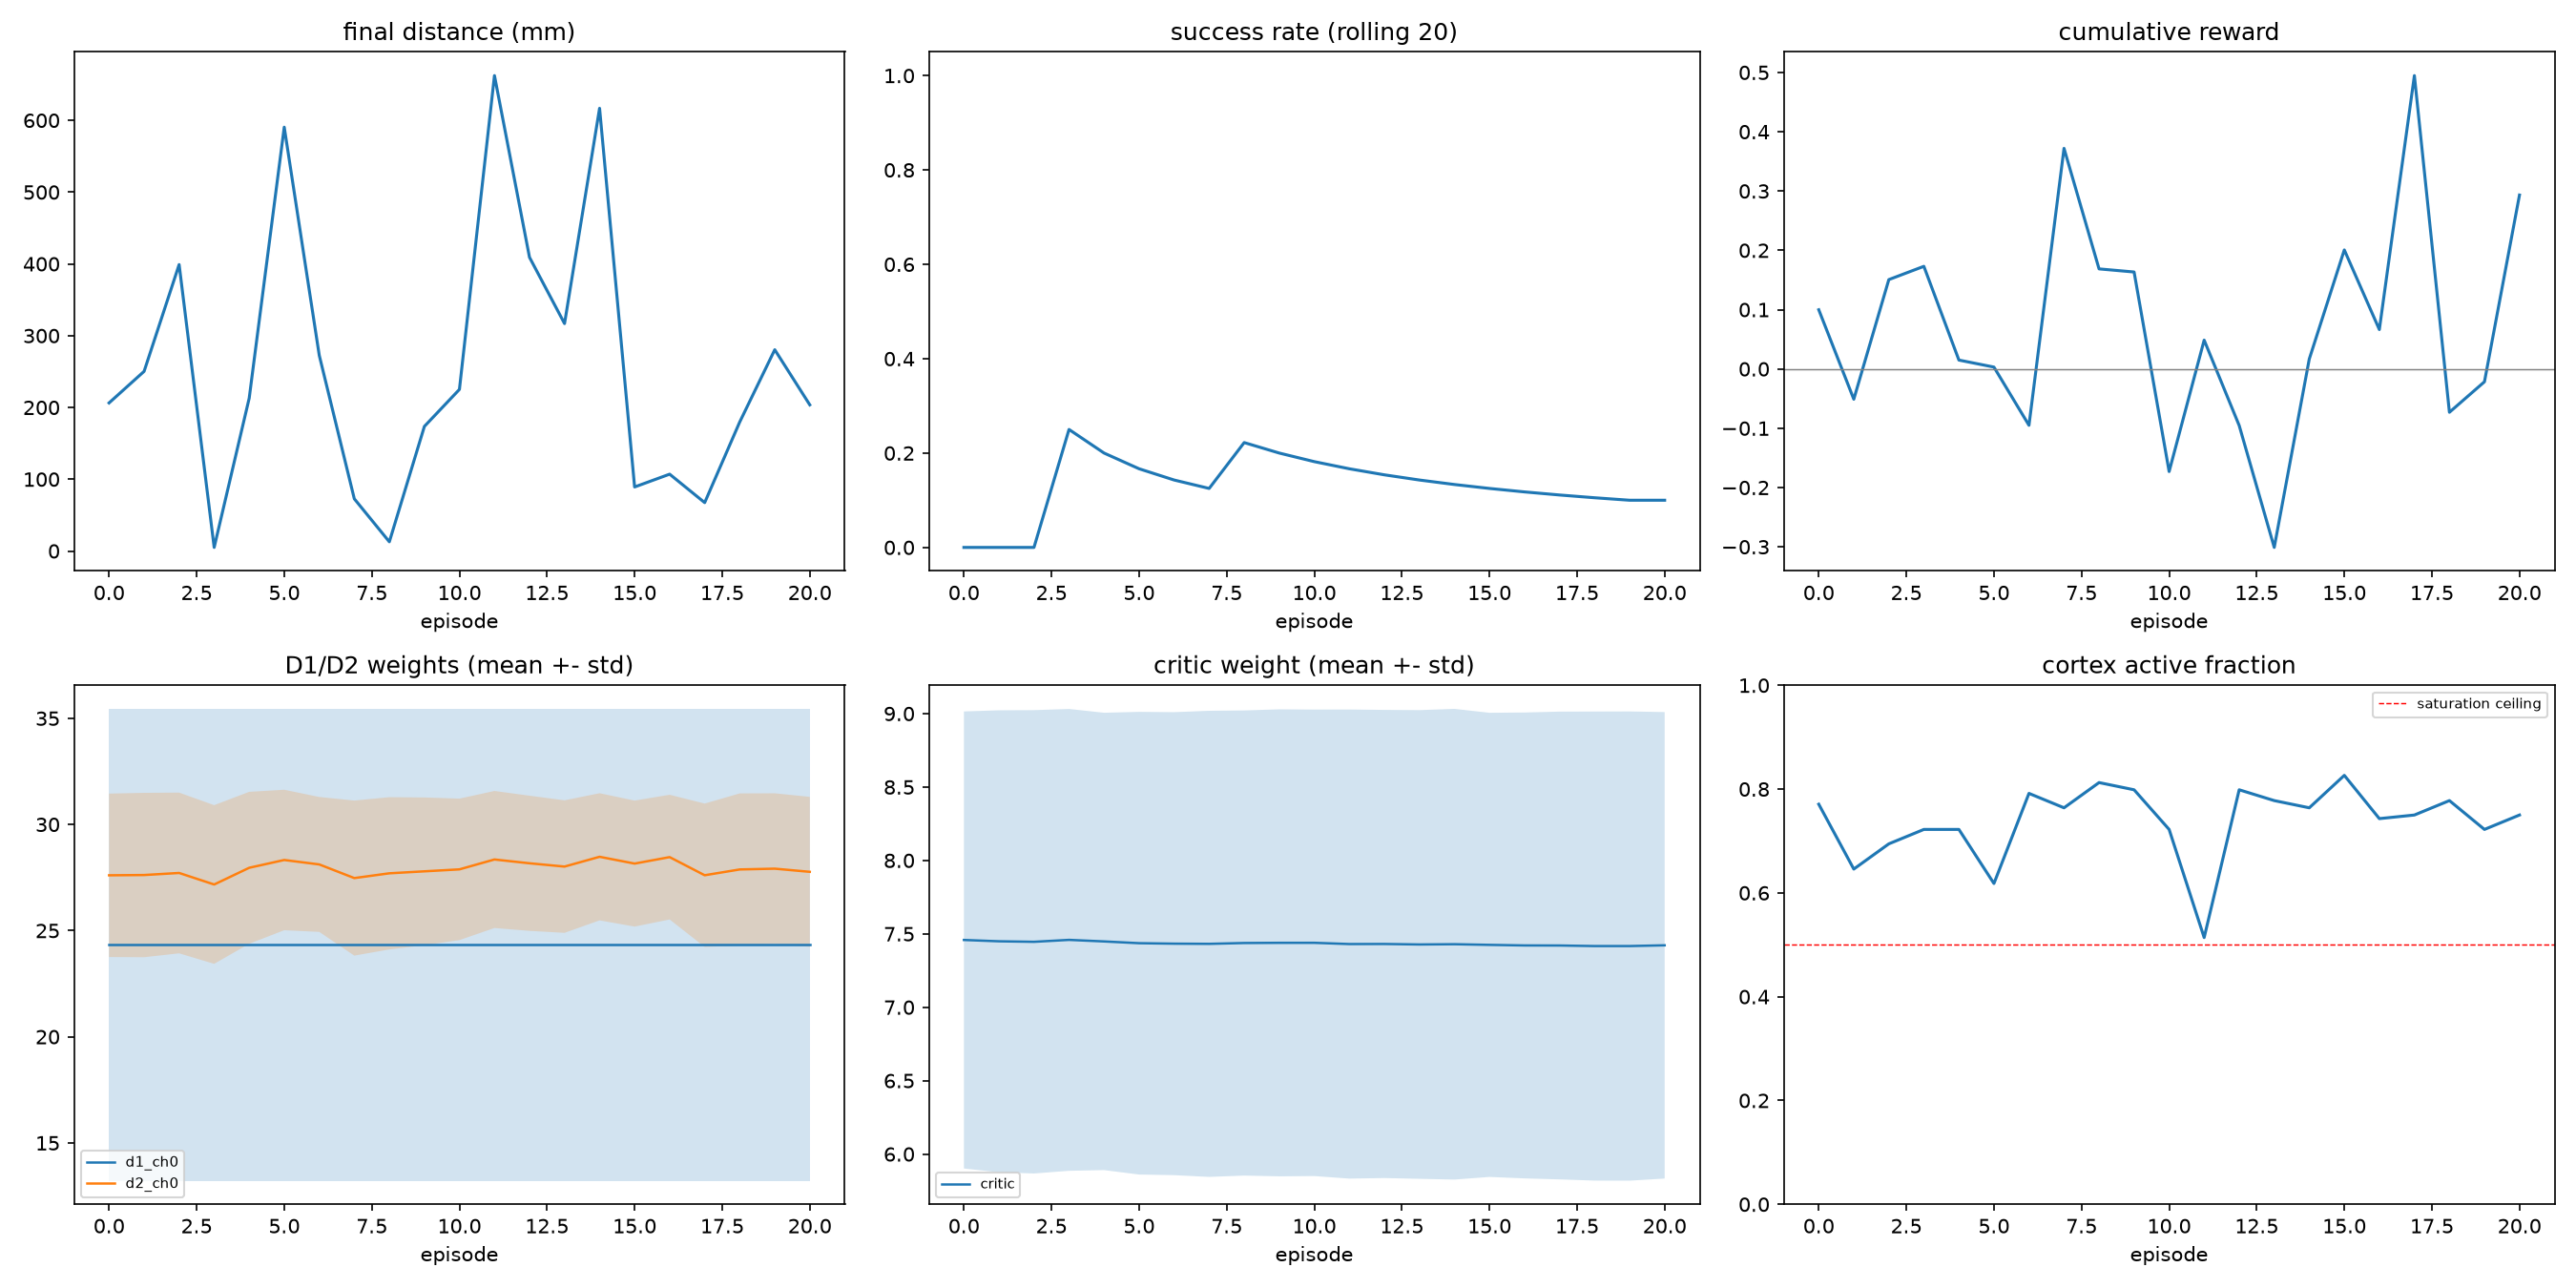 final distance (mm)
600
500
400
300
200
100
0
0.0 2.5 5.0 7.5 10.0 12.5 15.0 17.5 20.0
episode
success rate (rolling 20)
1.0
0.8
0.6
0.4
0.2
0.0
0.0 2.5 5.0 7.5 10.0 12.5 15.0 17.5 20.0
episode
cumulative reward
0.5
0.4
0.3
0.2
0.1
0.0
−0.1
−0.2
−0.3
0.0 2.5 5.0 7.5 10.0 12.5 15.0 17.5 20.0
episode
D1/D2 weights (mean +- std)
35
30
25
20
15
d1_ch0
d2_ch0
0.0 2.5 5.0 7.5 10.0 12.5 15.0 17.5 20.0
episode
critic weight (mean +- std)
9.0
8.5
8.0
7.5
7.0
6.5
6.0
critic
0.0 2.5 5.0 7.5 10.0 12.5 15.0 17.5 20.0
episode
cortex active fraction
saturation ceiling
1.0
0.8
0.6
0.4
0.2
0.0
0.0 2.5 5.0 7.5 10.0 12.5 15.0 17.5 20.0
episode